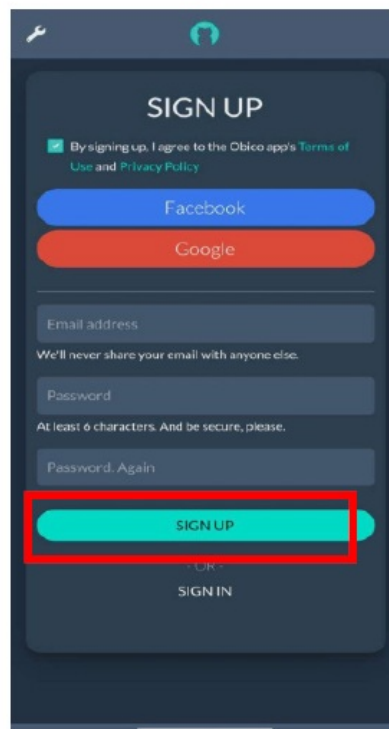 SIGN UP
By signing up, I agree to the Obico app's Terms of
Use and Privacy Policy
Facebook
Google
Email address
We'll never share your email with anyone else.
Password
At least 6 characters. And be secure, please.
Password. Again
SIGN UP
- OR -
SIGN IN